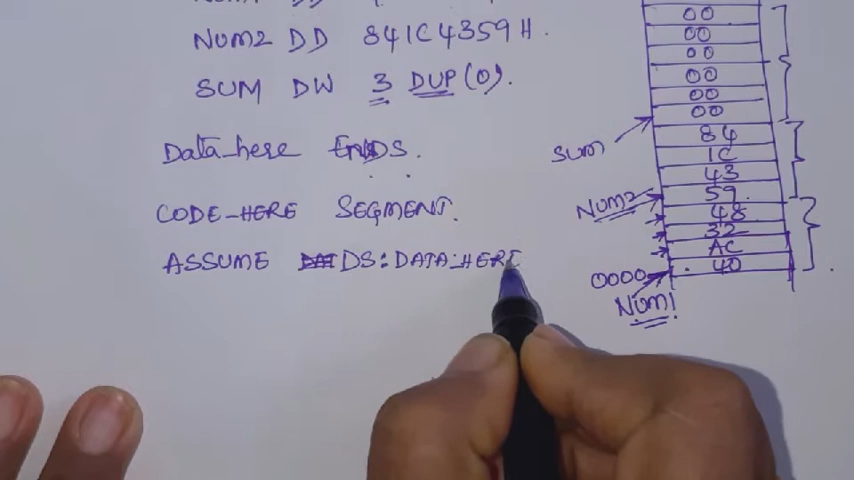 NUM2 DD 841C4359H.
SUM DW 3 DUP(0).
Data_here ENDS.
CODE_HERE SEGMENT.
ASSUME DS:DATA_HERE
00
00
00
00
00
00
SUM
84
1C
43
59
NUM2
48
32
AC
40
0000
NUM1